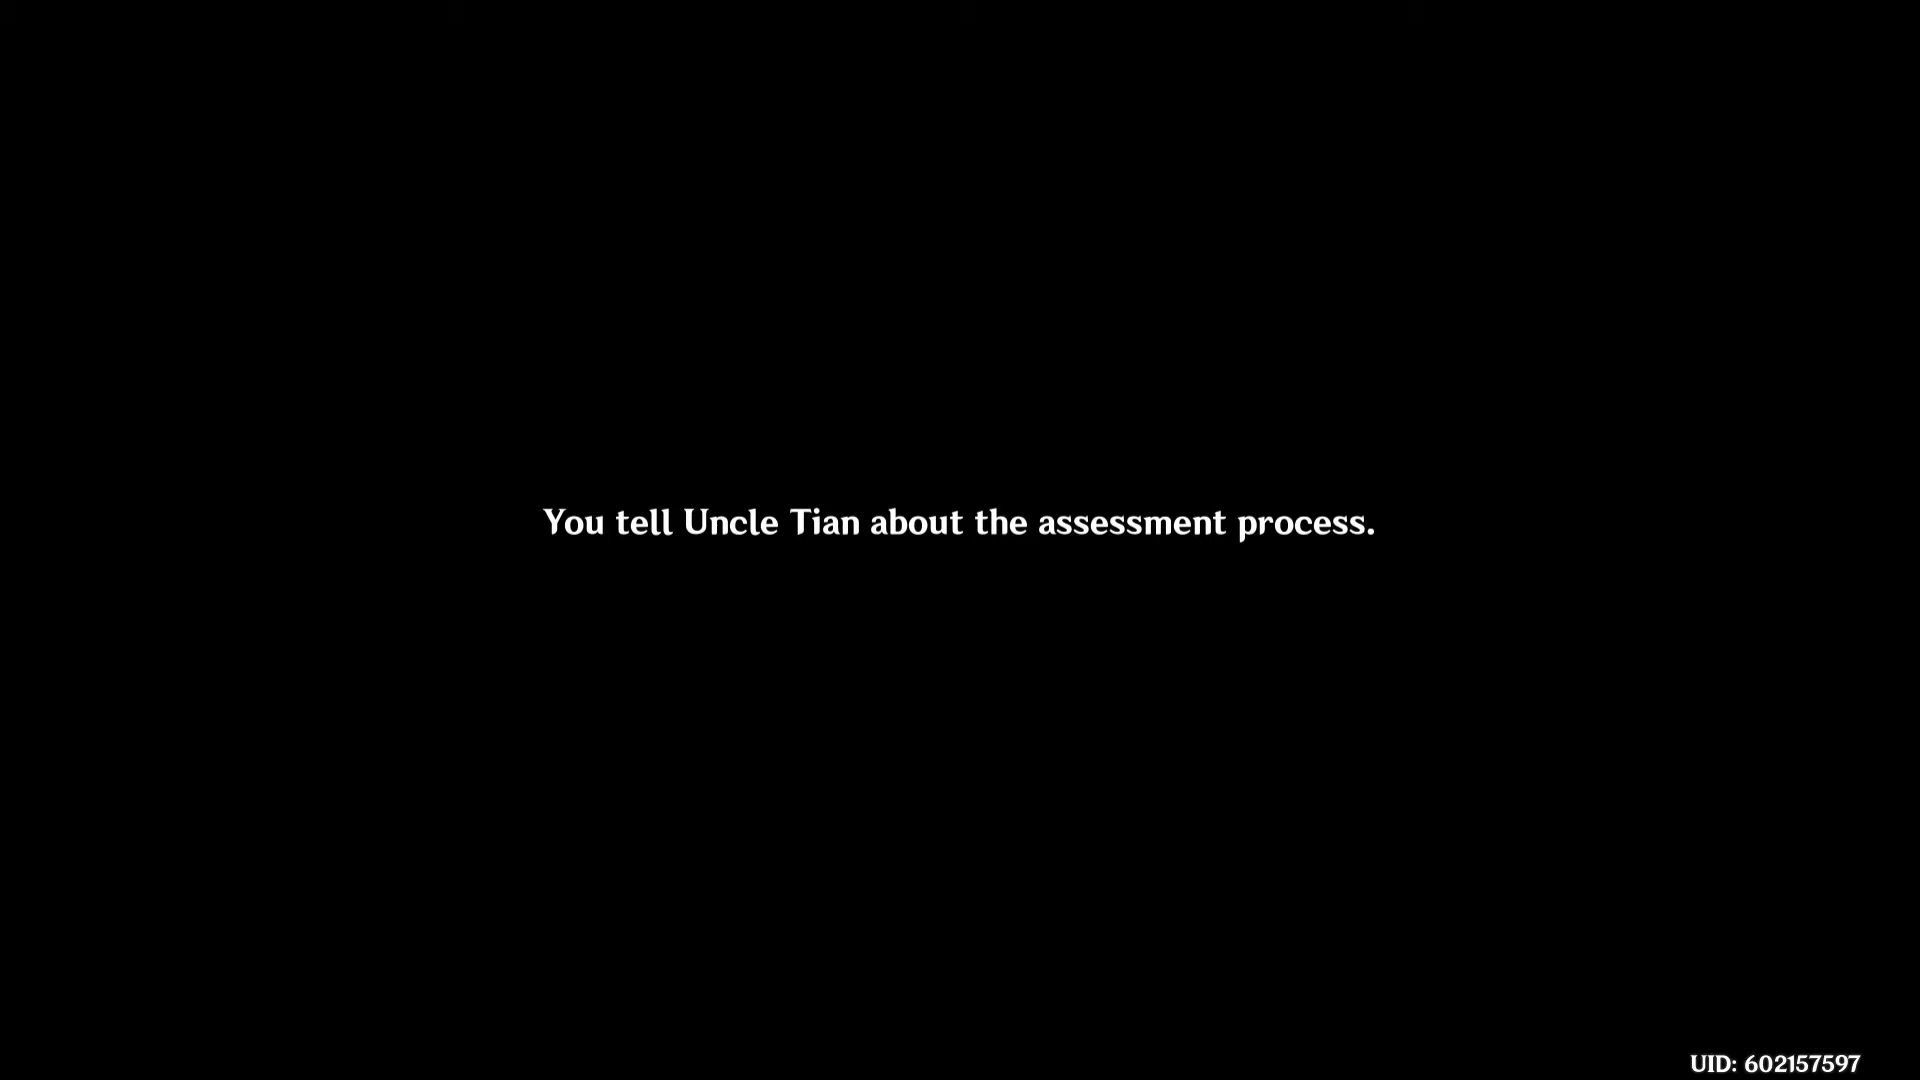 You tell Uncle Tian about the assessment process.
UID: 602157597